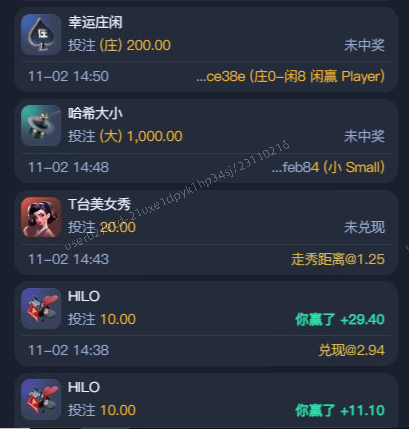 庄
幸运庄闲
投注 (庄) 200.00 未中奖
11-02 14:50 ...ce38e (庄0-闲8 闲赢 Player)
哈希大小
投注 (大) 1,000.00 未中奖
11-02 14:48 ...feb84 (小 Small)
T台美女秀
投注 20.00 未兑现
11-02 14:43 走秀距离@1.25
HILO
投注 10.00 你赢了 +29.40
11-02 14:38 兑现@2.94
HILO
投注 10.00 你赢了 +11.10